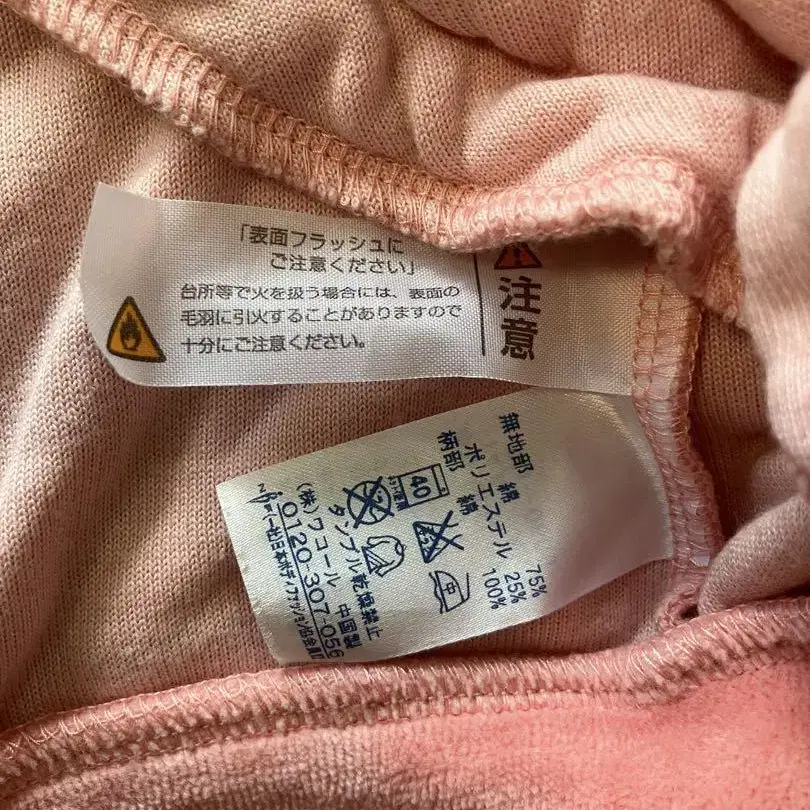 注意
「表面フラッシュに
ご注意ください」
台所等で火を扱う場合には、表面の
毛羽に引火することがありますので
十分にご注意ください。
無地部 綿 75%
ポリエステル 25%
柄部 綿 100%
40
タンブル乾燥禁止
(株)ワコール 中国製
0120-307-056